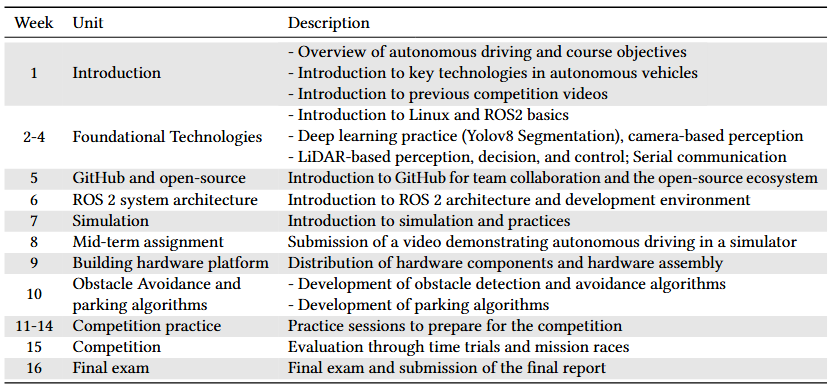 Week Unit Description
- Overview of autonomous driving and course objectives
1 Introduction - Introduction to key technologies in autonomous vehicles
- Introduction to previous competition videos
- Introduction to Linux and ROS2 basics
2-4 Foundational Technologies - Deep learning practice (Yolov8 Segmentation), camera-based perception
- LiDAR-based perception, decision, and control; Serial communication
5 GitHub and open-source Introduction to GitHub for team collaboration and the open-source ecosystem
6 ROS 2 system architecture Introduction to ROS 2 architecture and development environment
7 Simulation Introduction to simulation and practices
8 Mid-term assignment Submission of a video demonstrating autonomous driving in a simulator
9 Building hardware platform Distribution of hardware components and hardware assembly
10 Obstacle Avoidance and - Development of obstacle detection and avoidance algorithms
parking algorithms - Development of parking algorithms
11-14 Competition practice Practice sessions to prepare for the competition
15 Competition Evaluation through time trials and mission races
16 Final exam Final exam and submission of the final report